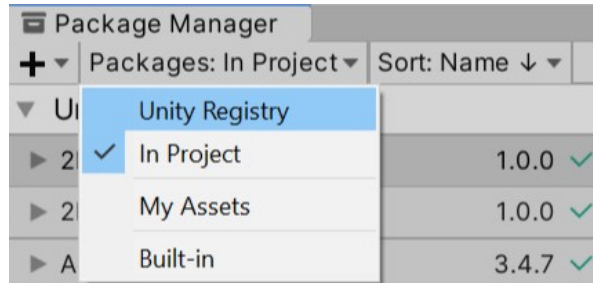 Package Manager
+ Packages: In Project Sort: Name ↓
Unity Registry
In Project
1.0.0
My Assets
1.0.0
Built-in
A
3.4.7